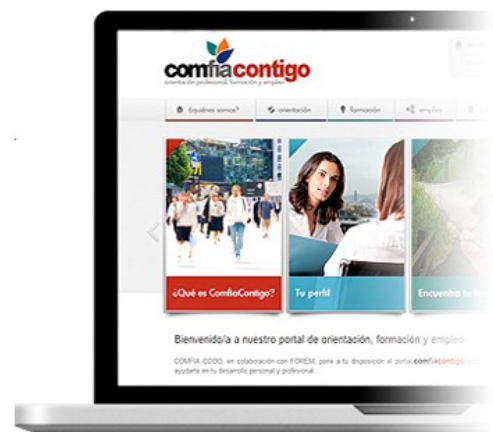 comfiacontigo
orientación profesional, formación y empleo
¿quiénes somos?
orientación
formación
empleo
¿Qué es ComfiaContigo?
Tu perfil
Encuentra tu
Bienvenido/a a nuestro portal de orientación, formación y empleo
COMFIA-CCOO, en colaboración con FOREM, pone a tu disposición el portal comfiacontigo
ayudarte en tu desarrollo personal y profesional.